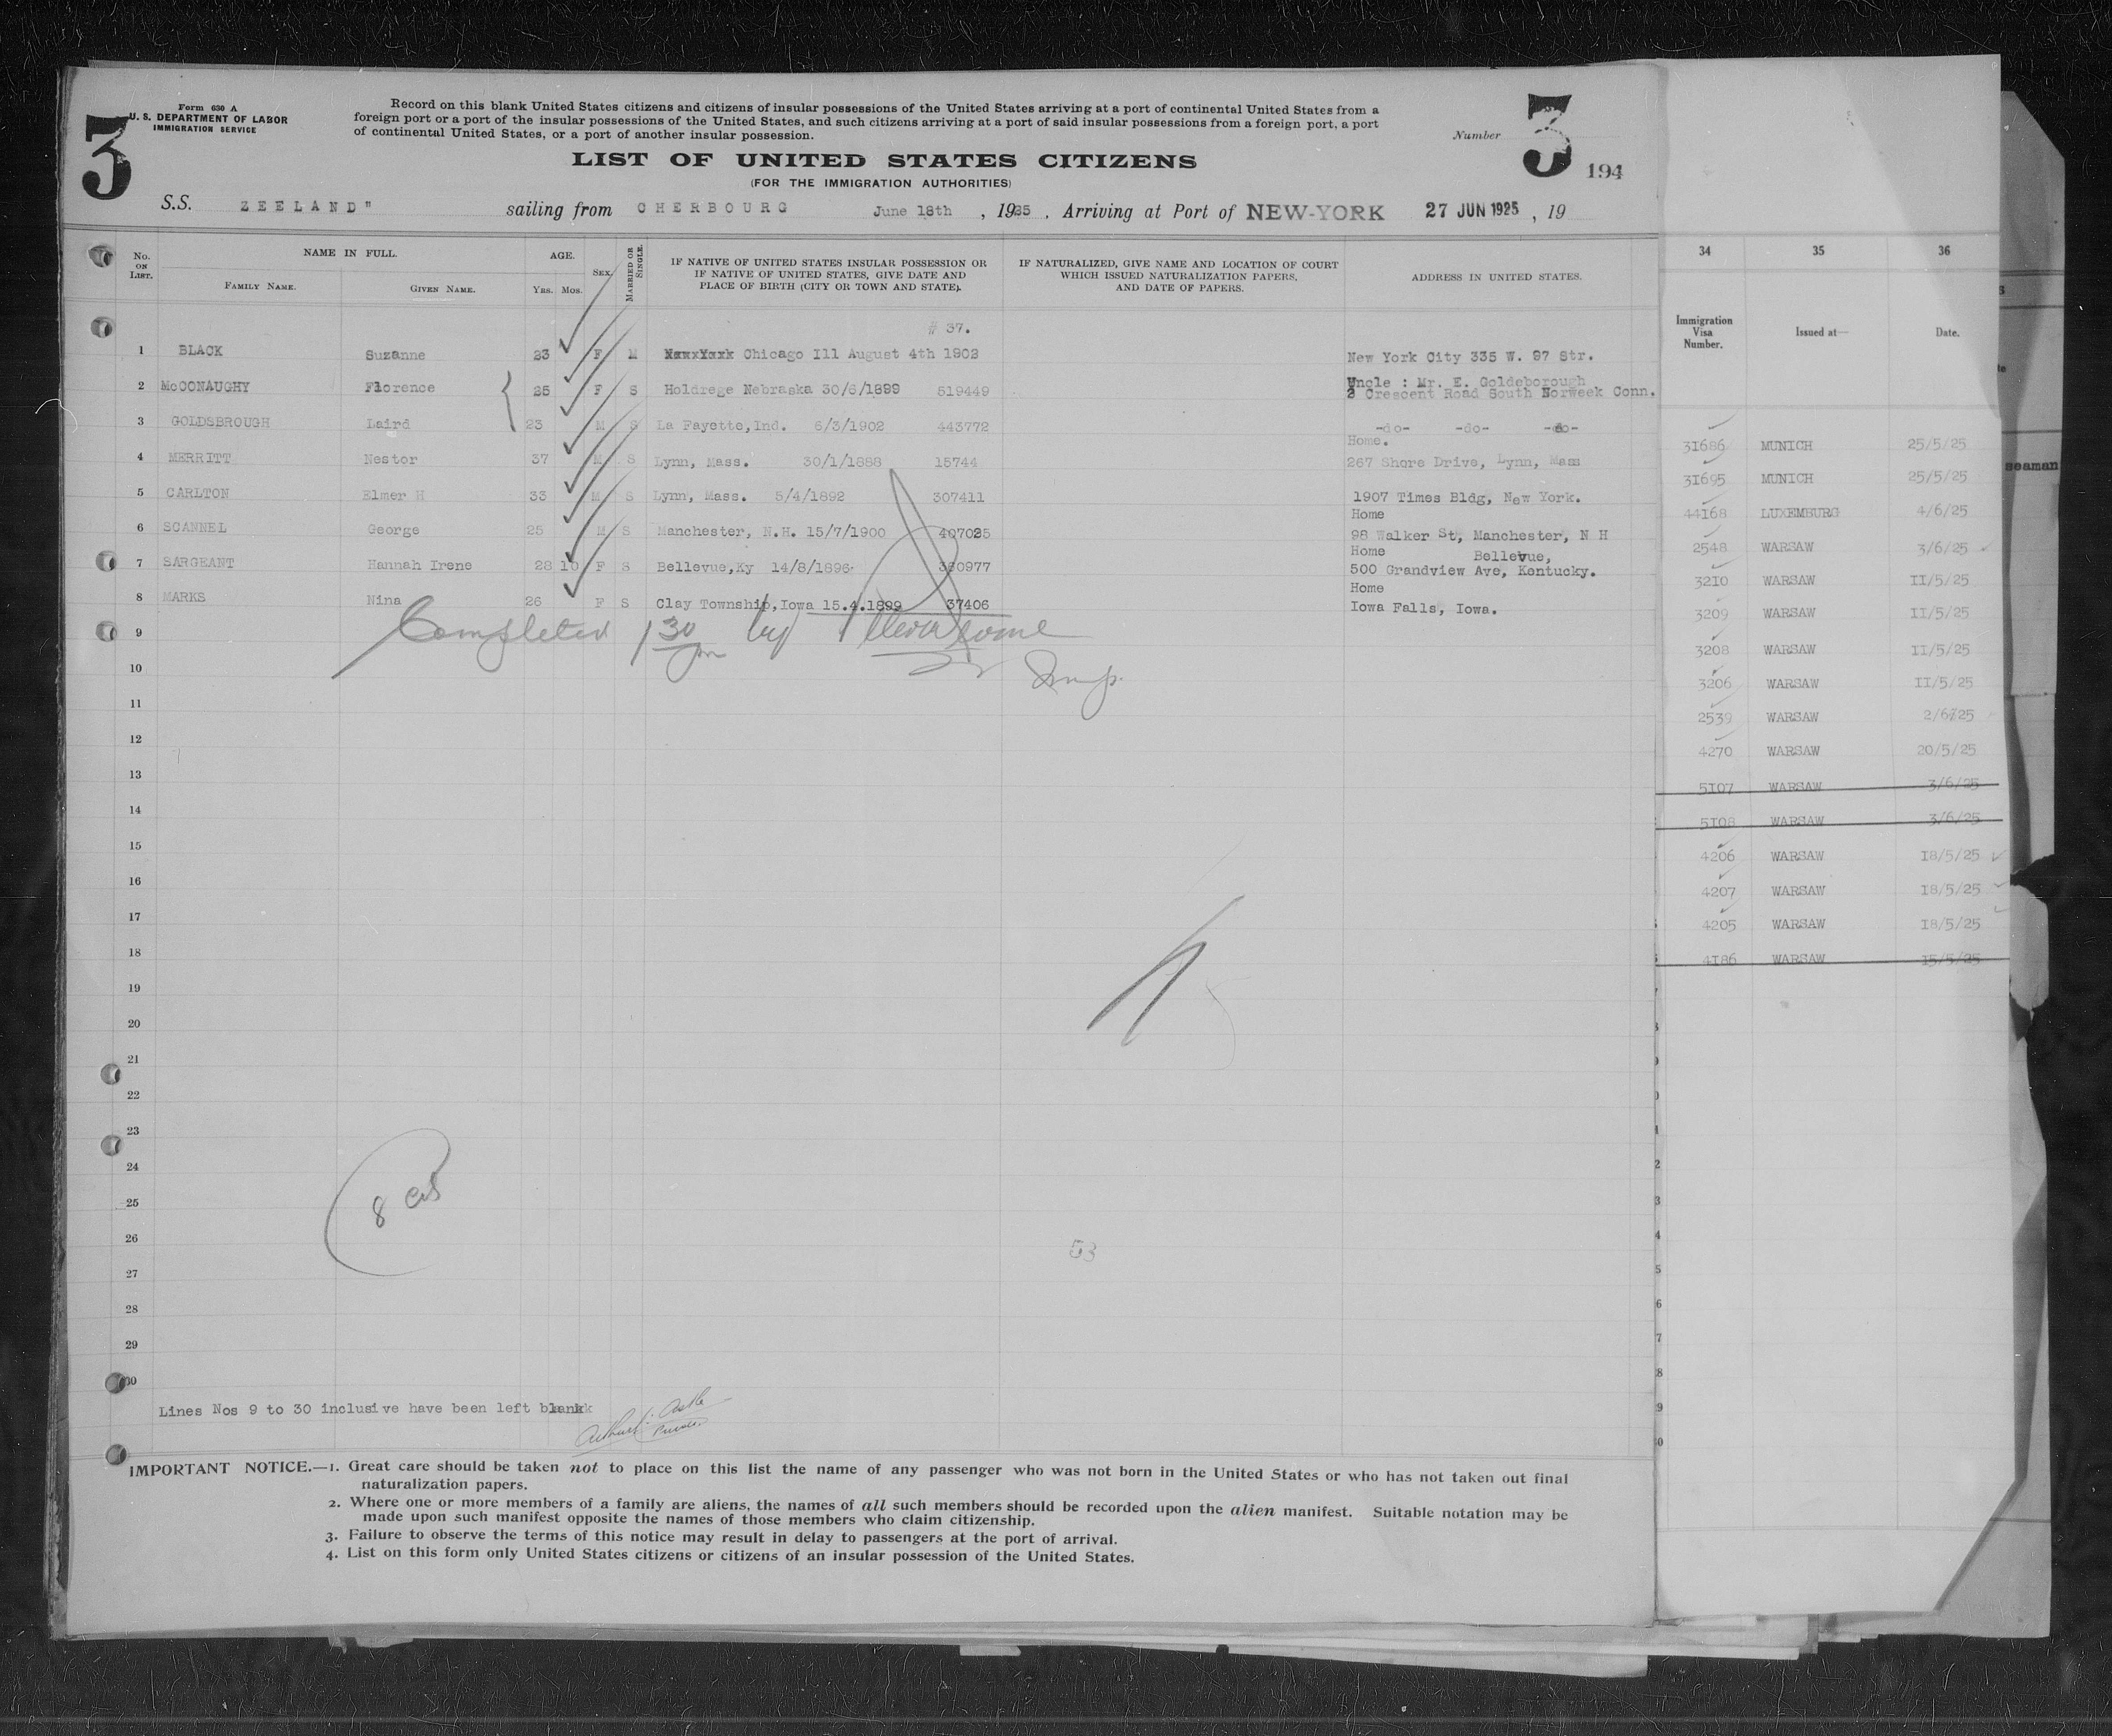 Form 630 A
U. S. DEPARTMENT OF LABOR
IMMIGRATION SERVICE
3
Record on this blank United States citizens and citizens of insular possessions of the United States arriving at a port of continental United States from a
foreign port or a port of the insular possessions of the United States, and such citizens arriving at a port of said insular possessions from a foreign port, a port
of continental United States, or a port of another insular possession.
Number 3
194
LIST OF UNITED STATES CITIZENS
(FOR THE IMMIGRATION AUTHORITIES)
S.S. ZEELAND" sailing from CHERBOURG June 18th, 1925. Arriving at Port of NEW-YORK 27 JUN 1925, 19
No. ON LIST. NAME IN FULL. FAMILY NAME. GIVEN NAME. AGE. YRS. MOS. SEX. MARRIED OR SINGLE. IF NATIVE OF UNITED STATES INSULAR POSSESSION OR IF NATIVE OF UNITED STATES, GIVE DATE AND PLACE OF BIRTH (CITY OR TOWN AND STATE). IF NATURALIZED, GIVE NAME AND LOCATION OF COURT WHICH ISSUED NATURALIZATION PAPERS, AND DATE OF PAPERS. ADDRESS IN UNITED STATES.
# 37.
1 BLACK Suzanne 23 F M Chicago Ill August 4th 1902 New York City 335 W. 97 Str.
2 McCONAUGHY Florence 25 F S Holdrege Nebraska 30/6/1899 519449 Uncle : Mr. E. Goldeborough
2 Crescent Road South Norweek Conn.
3 GOLDSBROUGH Laird 23 M S La Fayette,Ind. 6/3/1902 443772 -do- -do- -do-
Home.
4 MERRITT Nestor 37 M S Lynn, Mass. 30/1/1888 15744 267 Shore Drive, Lynn, Mass
5 CARLTON Elmer H 33 M S Lynn, Mass. 5/4/1892 307411 1907 Times Bldg, New York.
Home
6 SCANNEL George 25 M S Manchester, N.H. 15/7/1900 407025 98 Walker St, Manchester, N H
Home Bellevue,
7 SARGEANT Hannah Irene 28 10 F S Bellevue,Ky 14/8/1896 360977 500 Grandview Ave, Kentucky.
Home
8 MARKS Nina 26 F S Clay Township,Iowa 15.4.1899 37406 Iowa Falls, Iowa.
9
Completed 1 30 pm by
Insp.
10
11
12
13
14
15
16
17
18
19
20
21
22
23
24
25
8
26
53
27
28
29
30
Lines Nos 9 to 30 inclusive have been left blank
IMPORTANT NOTICE.—1. Great care should be taken not to place on this list the name of any passenger who was not born in the United States or who has not taken out final
naturalization papers.
2. Where one or more members of a family are aliens, the names of all such members should be recorded upon the alien manifest. Suitable notation may be
made upon such manifest opposite the names of those members who claim citizenship.
3. Failure to observe the terms of this notice may result in delay to passengers at the port of arrival.
4. List on this form only United States citizens or citizens of an insular possession of the United States.
34 35 36
Immigration Visa Number. Issued at— Date.
31686 MUNICH 25/5/25
31695 MUNICH 25/5/25
44168 LUXEMBURG 4/6/25
2548 WARSAW 3/6/25
3210 WARSAW II/5/25
3209 WARSAW II/5/25
3208 WARSAW II/5/25
3206 WARSAW II/5/25
2539 WARSAW 2/6/25
4270 WARSAW 20/5/25
5107 WARSAW 3/6/25
5108 WARSAW 3/6/25
4206 WARSAW 18/5/25
4207 WARSAW 18/5/25
4205 WARSAW 18/5/25
4186 WARSAW 15/5/25
seaman